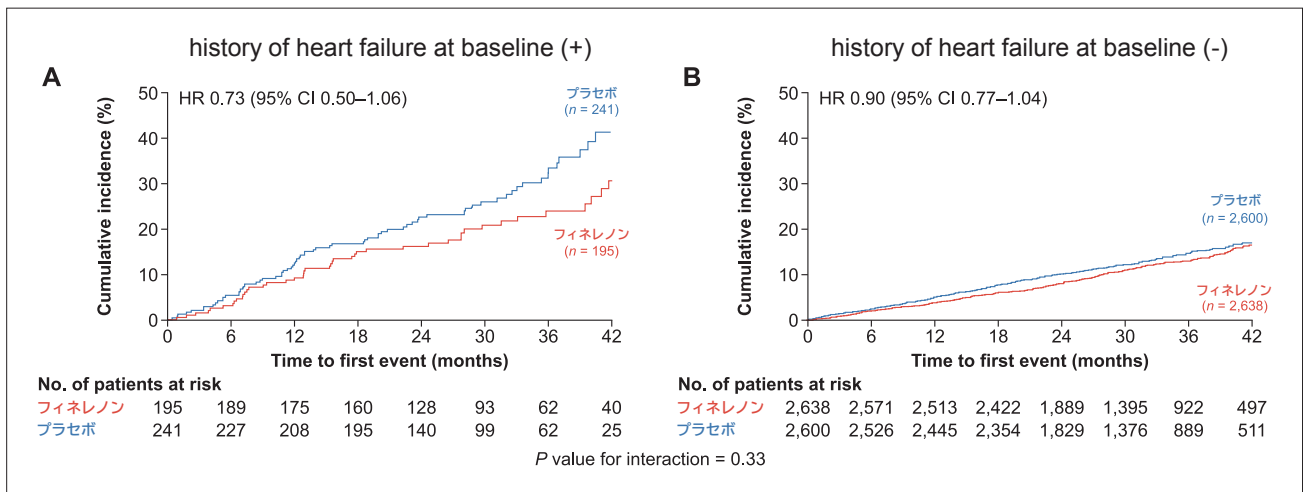 history of heart failure at baseline (+)
A
50
40
30
20
10
0
Cumulative incidence (%)
HR 0.73 (95% CI 0.50–1.06)
プラセボ
(n = 241)
フィネレノン
(n = 195)
0 6 12 18 24 30 36 42
Time to first event (months)
No. of patients at risk
フィネレノン 195 189 175 160 128 93 62 40
プラセボ 241 227 208 195 140 99 62 25
history of heart failure at baseline (-)
B
50
40
30
20
10
0
Cumulative incidence (%)
HR 0.90 (95% CI 0.77–1.04)
プラセボ
(n = 2,600)
フィネレノン
(n = 2,638)
0 6 12 18 24 30 36 42
Time to first event (months)
No. of patients at risk
フィネレノン 2,638 2,571 2,513 2,422 1,889 1,395 922 497
プラセボ 2,600 2,526 2,445 2,354 1,829 1,376 889 511
P value for interaction = 0.33